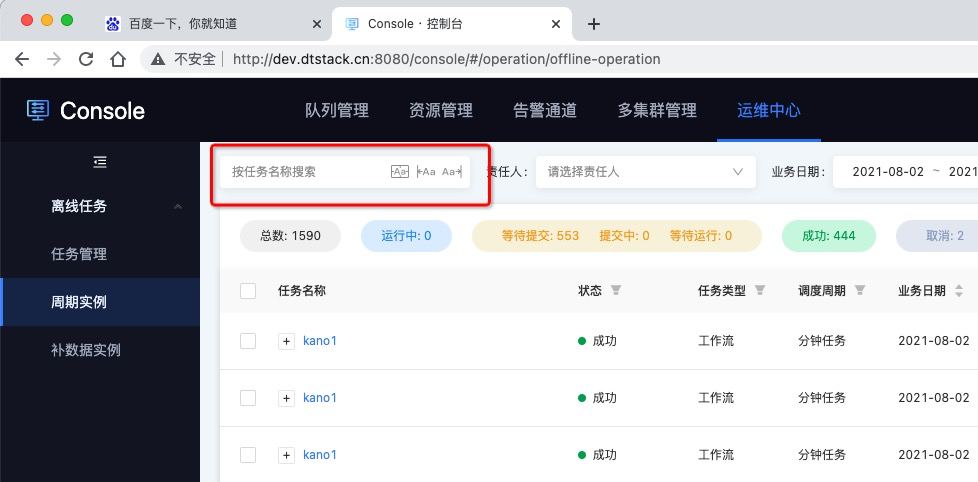 百度一下，你就知道 Console · 控制台
不安全 http://dev.dtstack.cn:8080/console/#/operation/offline-operation
Console 队列管理 资源管理 告警通道 多集群管理 运维中心
按任务名称搜索 Aa Aa Aa 责任人： 请选择责任人 业务日期： 2021-08-02 ~ 2021
离线任务
总数: 1590 运行中: 0 等待提交: 553 提交中: 0 等待运行: 0 成功: 444 取消: 2
任务管理
任务名称 状态 任务类型 调度周期 业务日期
周期实例
kano1 成功 工作流 分钟任务 2021-08-02
补数据实例
kano1 成功 工作流 分钟任务 2021-08-02
kano1 成功 工作流 分钟任务 2021-08-02